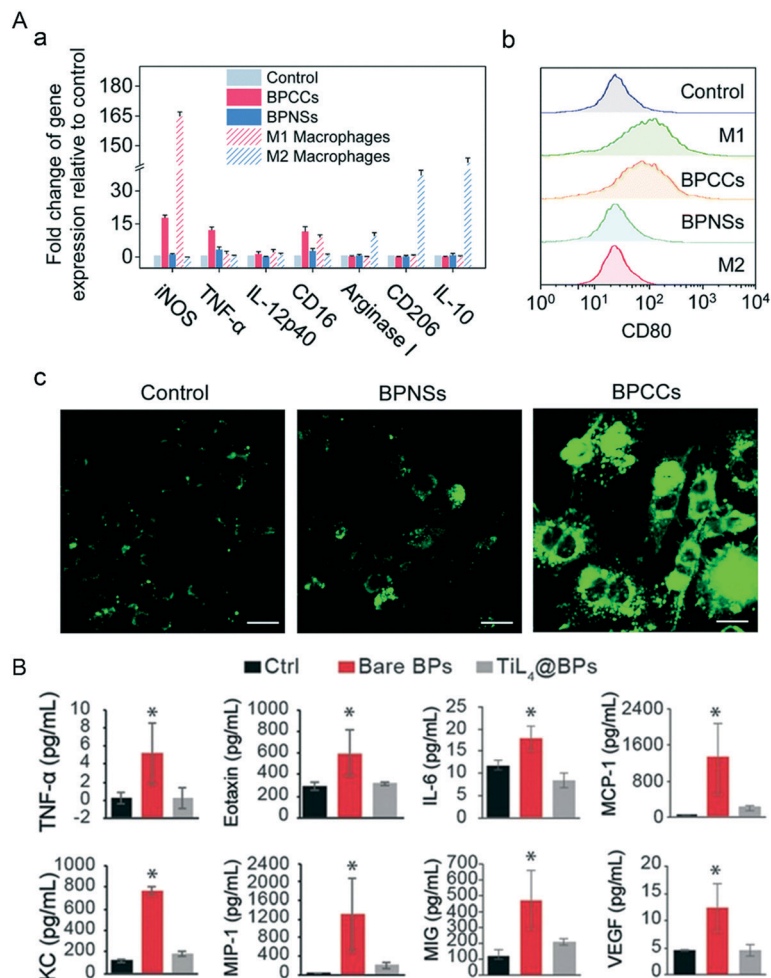 A
a
Fold change of gene
expression relative to control
180
165
150
30
15
0
Control
BPCCs
BPNSs
M1 Macrophages
M2 Macrophages
iNOS
TNF-α
IL-12p40
CD16
Arginase I
CD206
IL-10
b
Control
M1
BPCCs
BPNSs
M2
10⁰ 10¹ 10² 10³ 10⁴
CD80
c
Control BPNSs BPCCs
B
Ctrl Bare BPs TiL₄@BPs
TNF-α (pg/mL)
10
8
6
4
2
0
-2
*
Eotaxin (pg/mL)
1000
800
600
400
200
0
*
IL-6 (pg/mL)
25
20
15
10
5
0
*
MCP-1 (pg/mL)
2400
1600
800
0
*
KC (pg/mL)
1000
800
600
400
200
0
*
MIP-1 (pg/mL)
2400
2000
1600
1200
800
400
0
*
MIG (pg/mL)
700
600
500
400
300
200
100
0
*
VEGF (pg/mL)
20
15
10
5
0
*